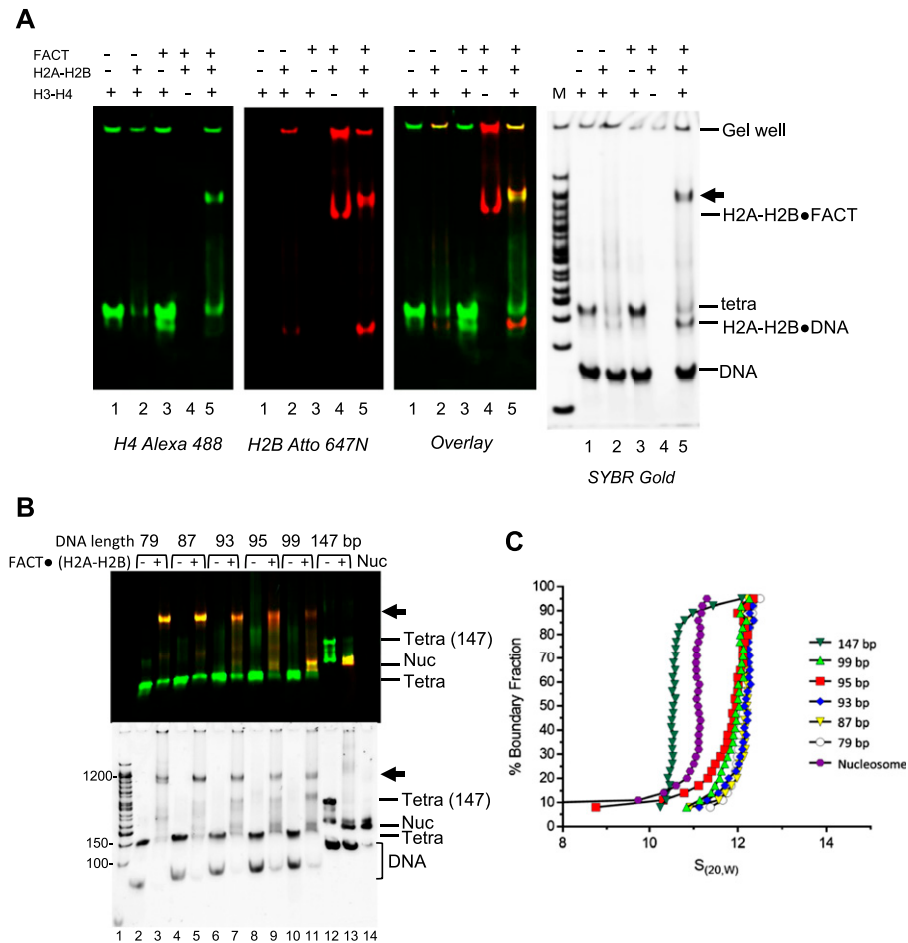 A
FACT - - + + + - - + + + - - + + + - - + + +
H2A-H2B - + - + + - + - + + - + - + + - + - + +
H3-H4 + + + - + + + + - + + + + - + M + + + - +
Gel well
H2A-H2B●FACT
tetra
H2A-H2B●DNA
DNA
1 2 3 4 5 1 2 3 4 5 1 2 3 4 5 1 2 3 4 5
H4 Alexa 488 H2B Atto 647N Overlay
SYBR Gold
B
DNA length 79 87 93 95 99 147 bp
FACT● (H2A-H2B) - + - + - + - + - + - + Nuc
Tetra (147)
Nuc
Tetra
1200
Tetra (147)
Nuc
Tetra
150
100
DNA
1 2 3 4 5 6 7 8 9 10 11 12 13 14
C
% Boundary Fraction
100
90
80
70
60
50
40
30
20
10
0
8 10 12 14
S(20,W)
147 bp
99 bp
95 bp
93 bp
87 bp
79 bp
Nucleosome